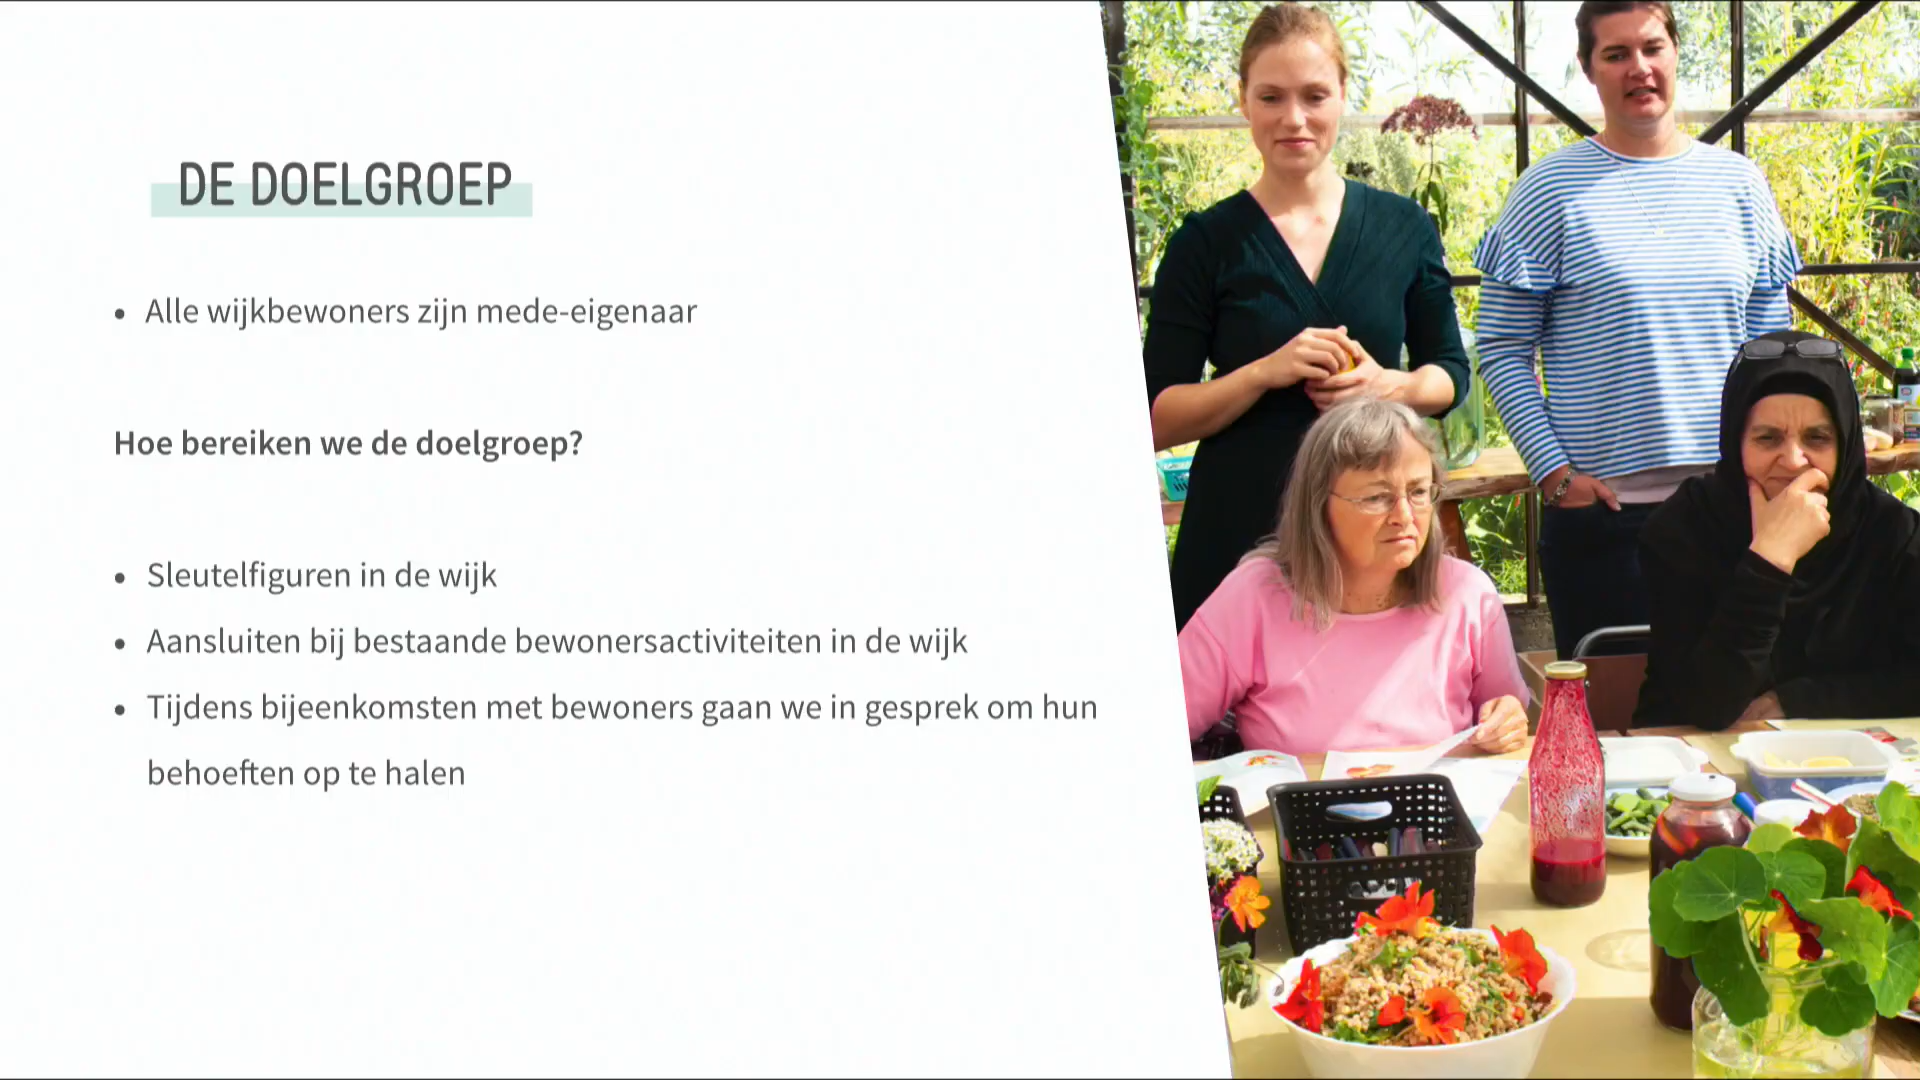 DE DOELGROEP
• Alle wijkbewoners zijn mede-eigenaar
Hoe bereiken we de doelgroep?
• Sleutelfiguren in de wijk
• Aansluiten bij bestaande bewonersactiviteiten in de wijk
• Tijdens bijeenkomsten met bewoners gaan we in gesprek om hun
behoeften op te halen